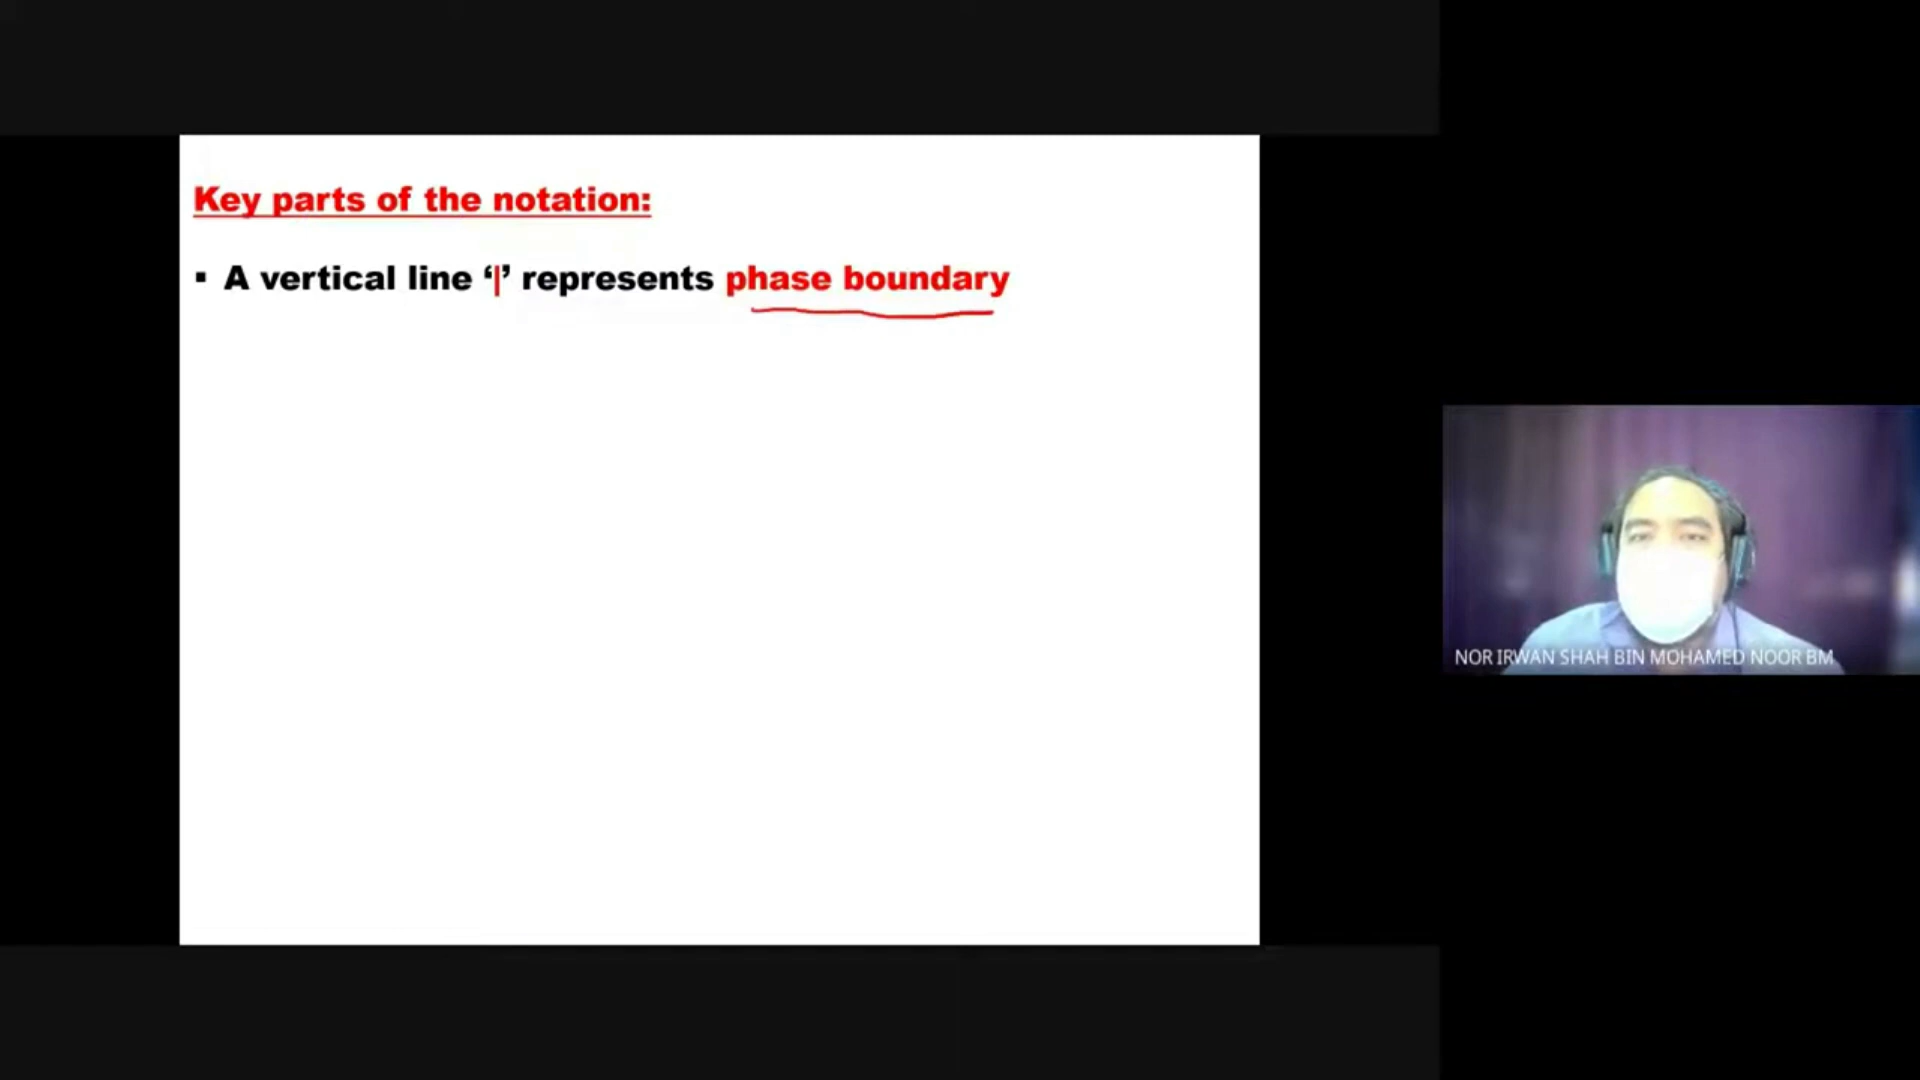 Key parts of the notation:
▪ A vertical line ‘|’ represents phase boundary
NOR IRWAN SHAH BIN MOHAMED NOOR BM